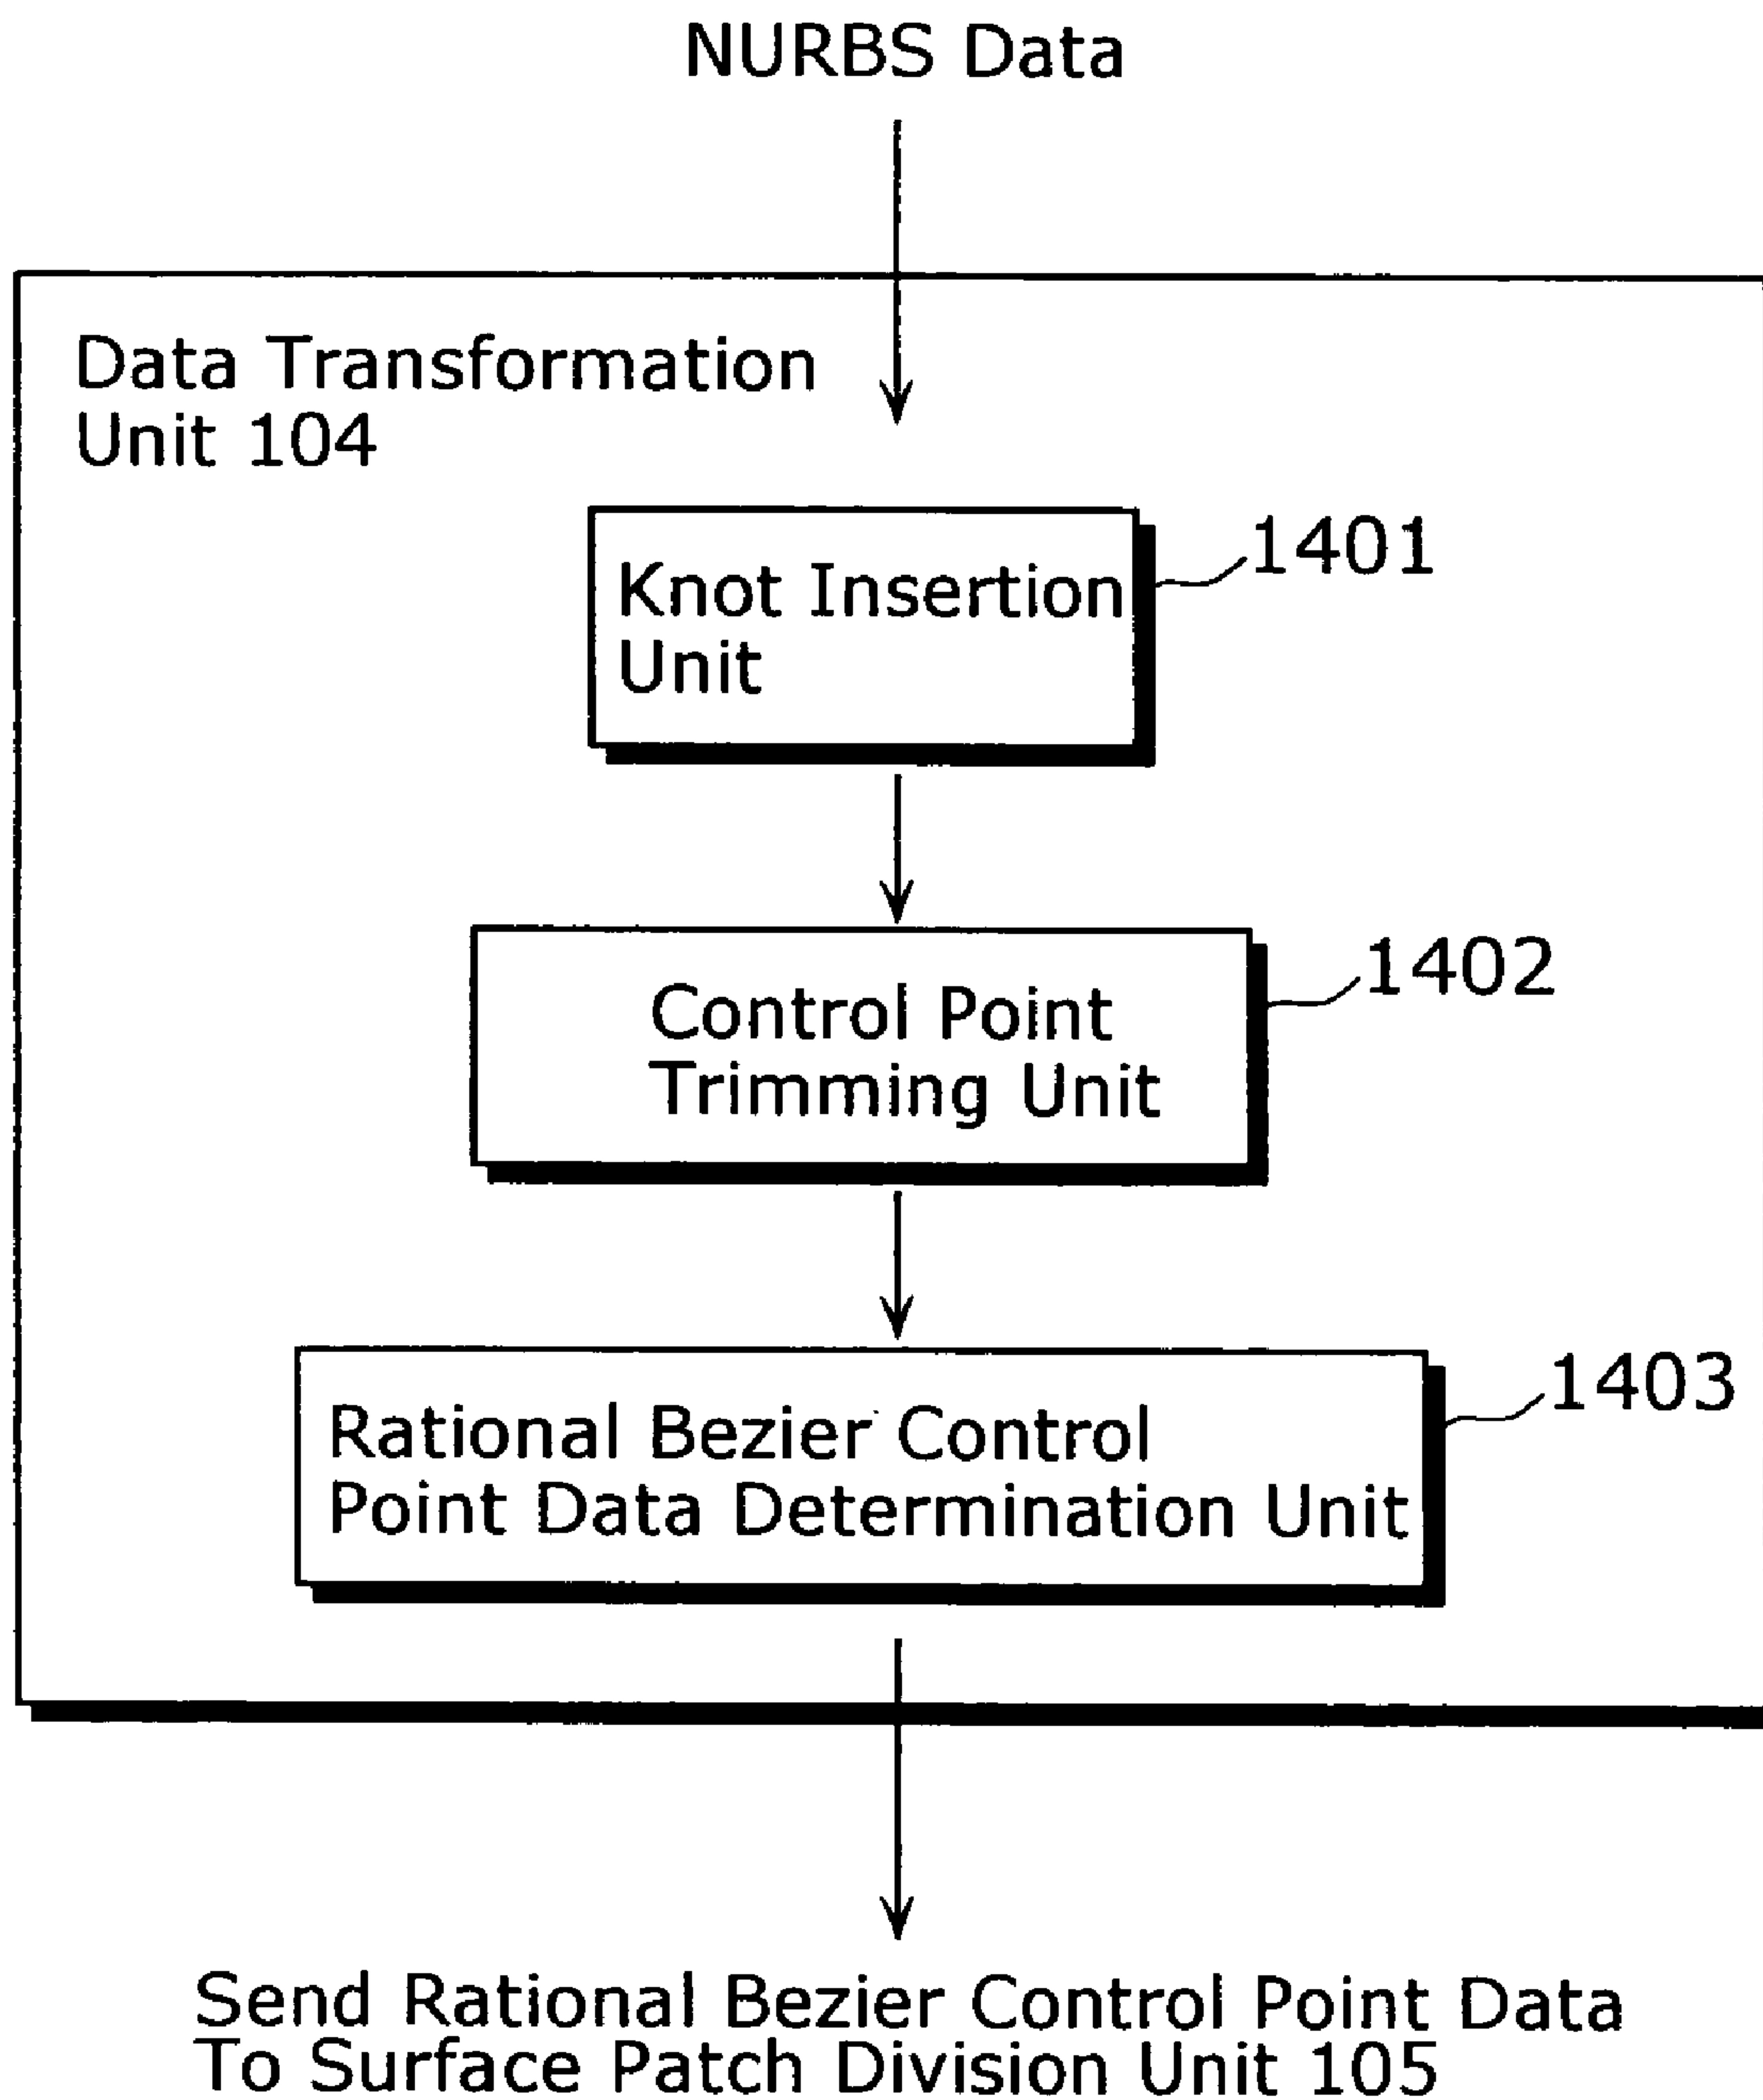 NURBS Data
Data Transformation
Unit 104
Knot Insertion
Unit
1401
Control Point
Trimming Unit
1402
Rational Bezier Control
Point Data Determination Unit
1403
Send Rational Bezier Control Point Data
To Surface Patch Division Unit 105